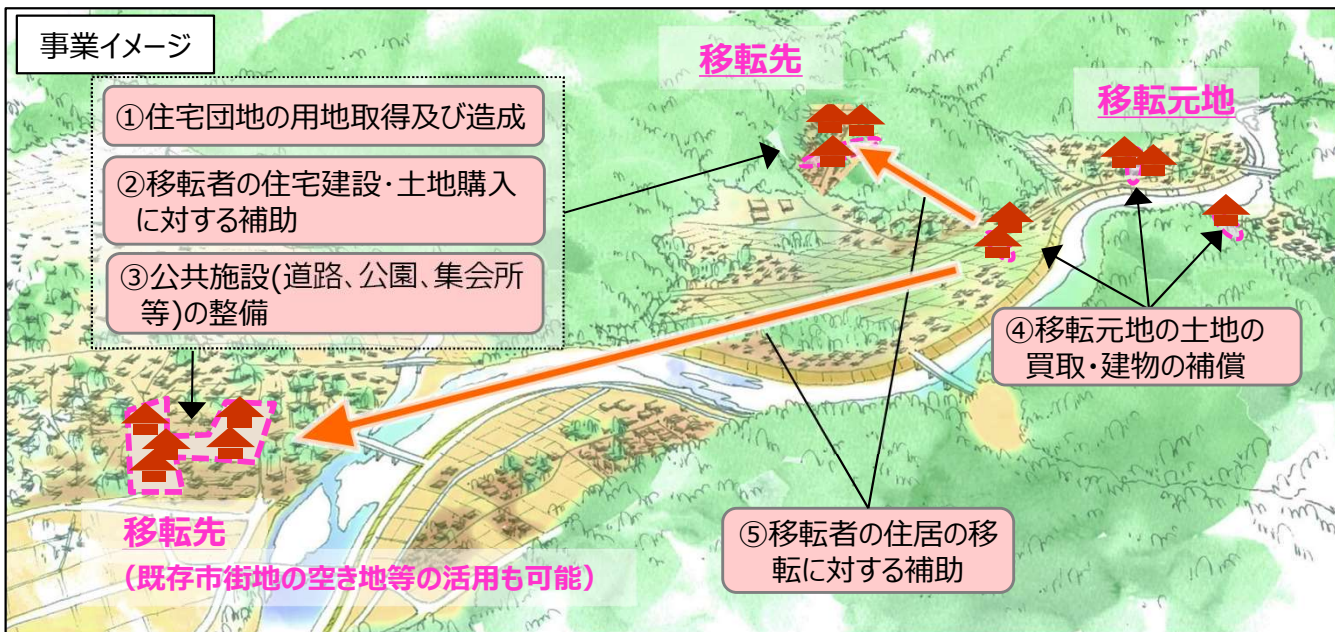 事業イメージ
移転先
移転元地
①住宅団地の用地取得及び造成
②移転者の住宅建設・土地購入
に対する補助
③公共施設(道路、公園、集会所
等)の整備
④移転元地の土地の
買取・建物の補償
⑤移転者の住居の移
転に対する補助
移転先
（既存市街地の空き地等の活用も可能）